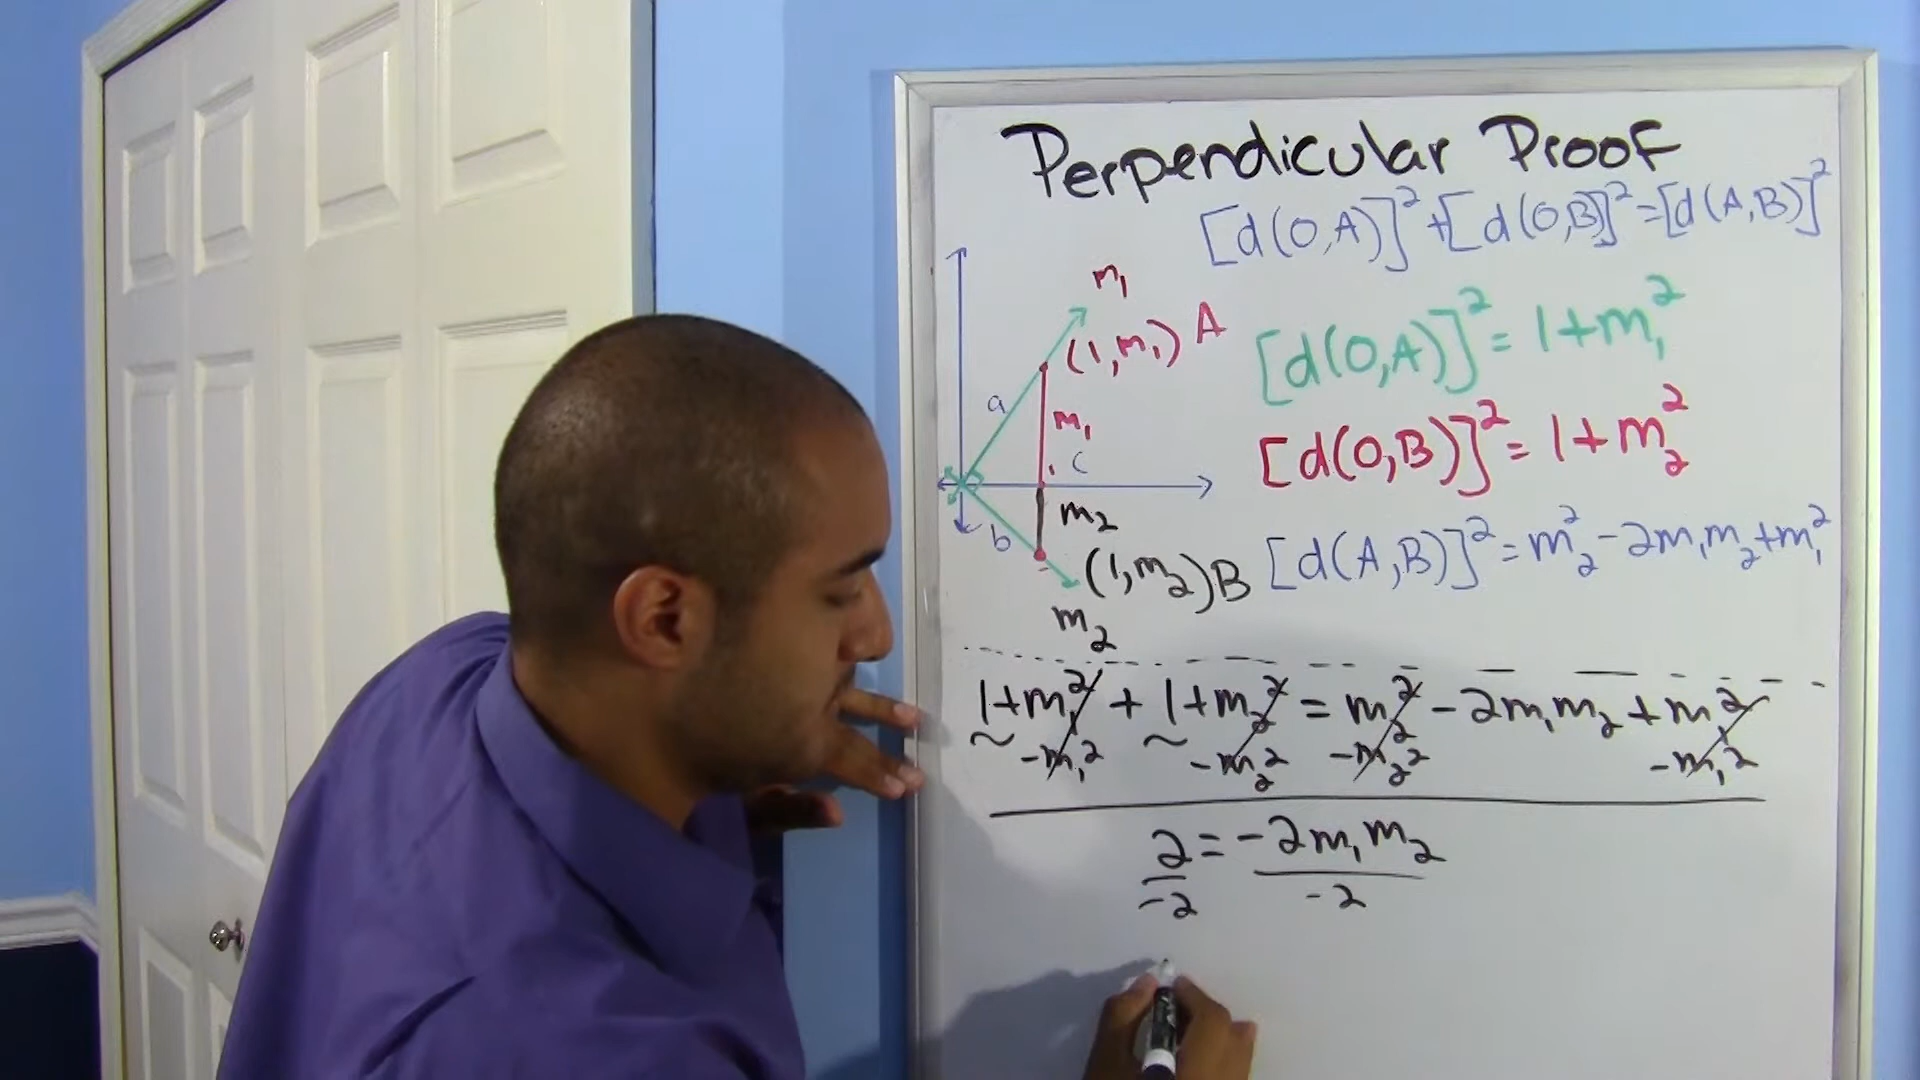 Perpendicular Proof
[d(O,A)]² + [d(O,B)]² = [d(A,B)]²
m₁
(1,m₁) A
[d(O,A)]² = 1+m₁²
a
m₁
[d(O,B)]² = 1+m₂²
c
m₂
b
(1,m₂)B
[d(A,B)]² = m₂² - 2m₁m₂ + m₁²
m₂
1+m₁² + 1+m₂² = m₂² - 2m₁m₂ + m₁²
-m₁² -m₂² -m₂² -m₁²
2 = -2m₁m₂
-2 -2